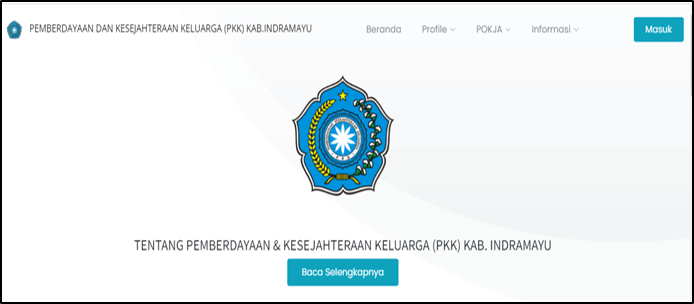 PEMBERDAYAAN DAN KESEJAHTERAAN KELUARGA (PKK) KAB.INDRAMAYU
Beranda
Profile
POKJA
Informasi
Masuk
TENTANG PEMBERDAYAAN & KESEJAHTERAAN KELUARGA (PKK) KAB. INDRAMAYU
Baca Selengkapnya